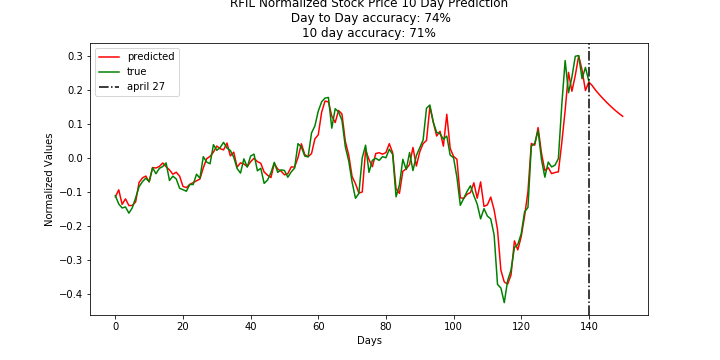 RFIL Normalized Stock Price 10 Day Prediction
Day to Day accuracy: 74%
10 day accuracy: 71%
predicted
true
april 27
Normalized Values
0.3
0.2
0.1
0.0
−0.1
−0.2
−0.3
−0.4
0
20
40
60
80
100
120
140
Days